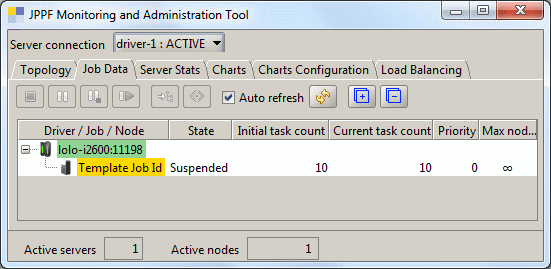 JPPF Monitoring and Administration Tool
Server connection driver-1 : ACTIVE
Topology Job Data Server Stats Charts Charts Configuration Load Balancing
Auto refresh
Driver / Job / Node State Initial task count Current task count Priority Max nod...
lolo-i2600:11198
Template Job Id Suspended 10 10 0 ∞
Active servers 1 Active nodes 1